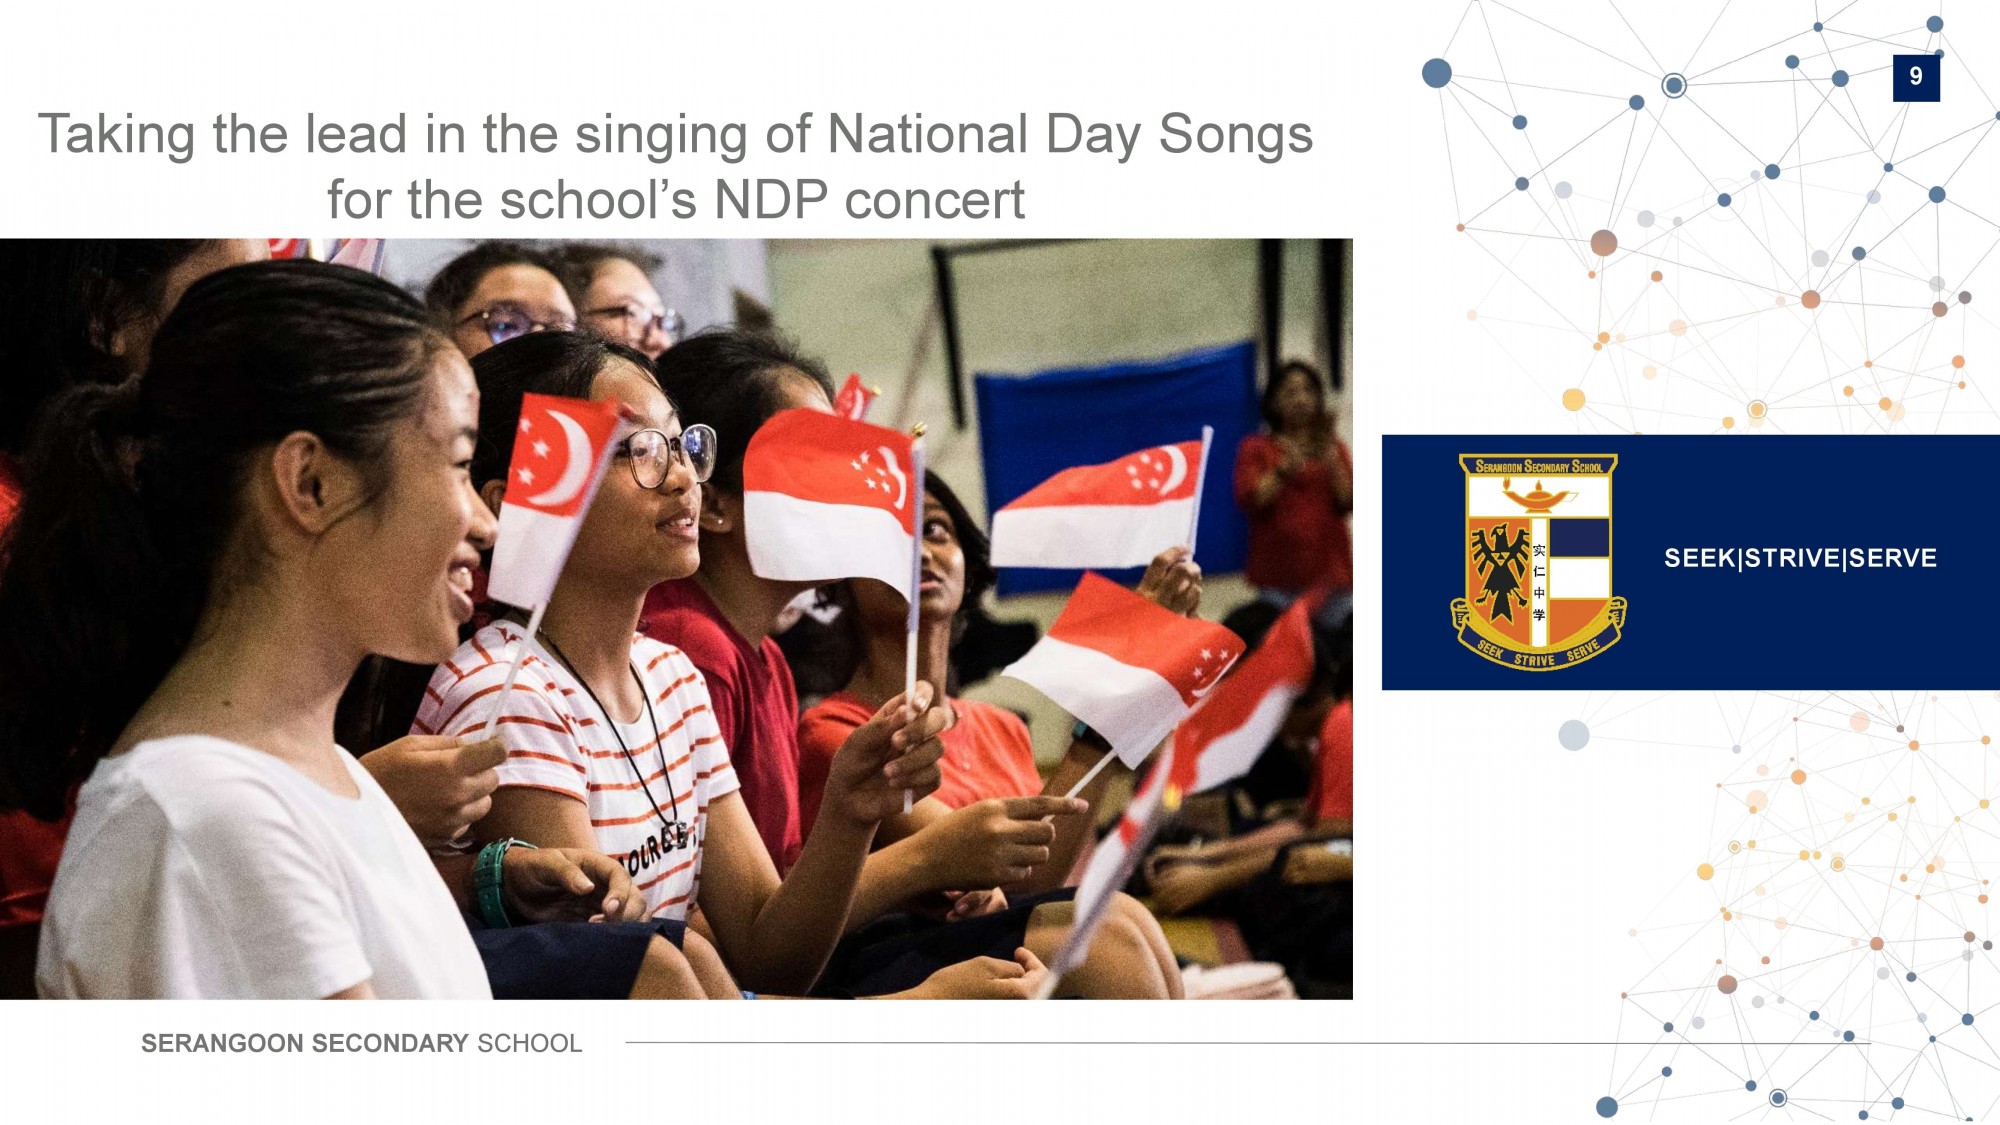 9
Taking the lead in the singing of National Day Songs
for the school’s NDP concert
SERANGOON SECONDARY SCHOOL
实
仁
中
学
SEEK STRIVE SERVE
SEEK|STRIVE|SERVE
SERANGOON SECONDARY SCHOOL